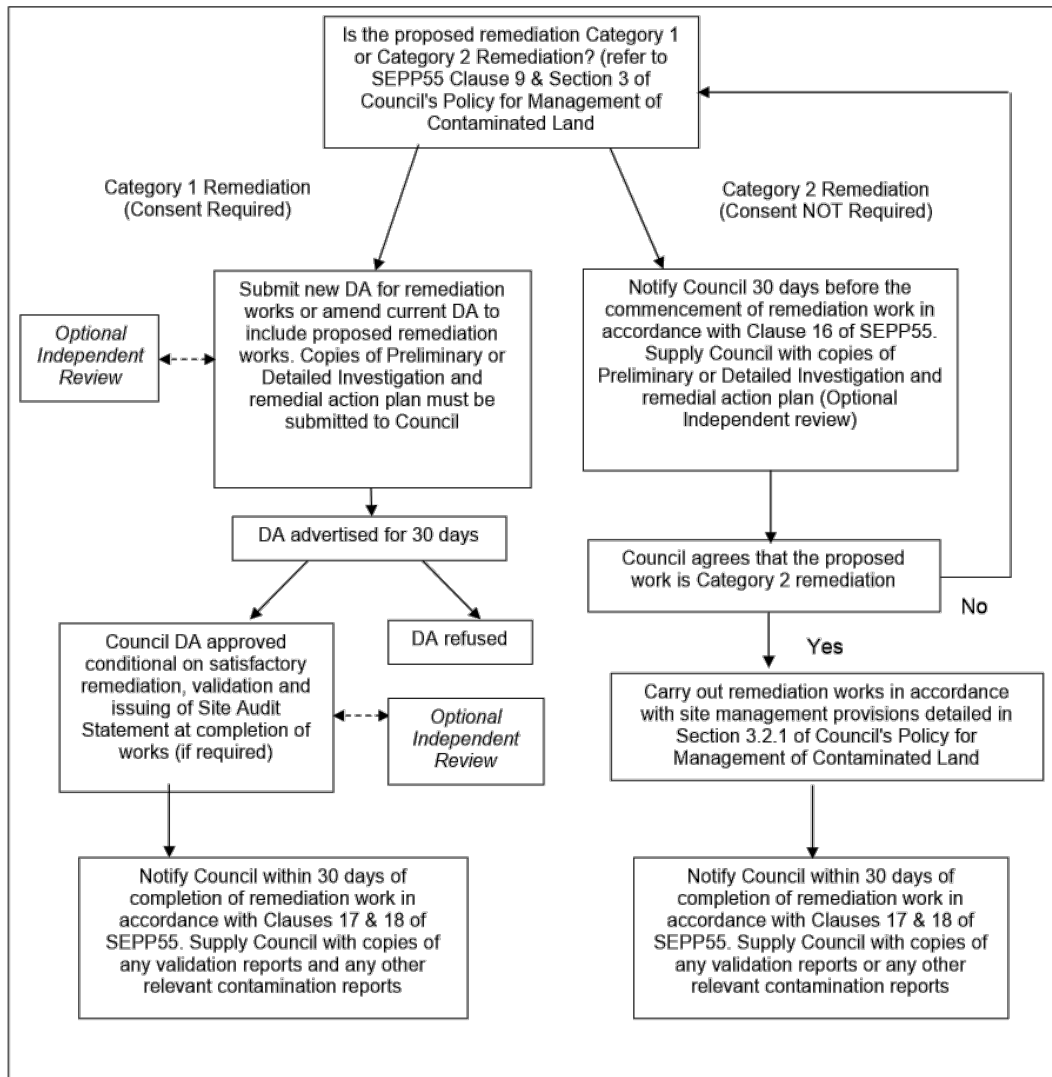 Is the proposed remediation Category 1
or Category 2 Remediation? (refer to
SEPP55 Clause 9 & Section 3 of
Council's Policy for Management of
Contaminated Land
Category 1 Remediation
(Consent Required)
Category 2 Remediation
(Consent NOT Required)
Optional
Independent
Review
Submit new DA for remediation
works or amend current DA to
include proposed remediation
works. Copies of Preliminary or
Detailed Investigation and
remedial action plan must be
submitted to Council
Notify Council 30 days before the
commencement of remediation work in
accordance with Clause 16 of SEPP55.
Supply Council with copies of
Preliminary or Detailed Investigation and
remedial action plan (Optional
Independent review)
DA advertised for 30 days
Council agrees that the proposed
work is Category 2 remediation
No
Yes
Council DA approved
conditional on satisfactory
remediation, validation and
issuing of Site Audit
Statement at completion of
works (if required)
DA refused
Optional
Independent
Review
Carry out remediation works in accordance
with site management provisions detailed in
Section 3.2.1 of Council's Policy for
Management of Contaminated Land
Notify Council within 30 days of
completion of remediation work in
accordance with Clauses 17 & 18 of
SEPP55. Supply Council with copies of
any validation reports and any other
relevant contamination reports
Notify Council within 30 days of
completion of remediation work in
accordance with Clauses 17 & 18 of
SEPP55. Supply Council with copies of
any validation reports or any other
relevant contamination reports